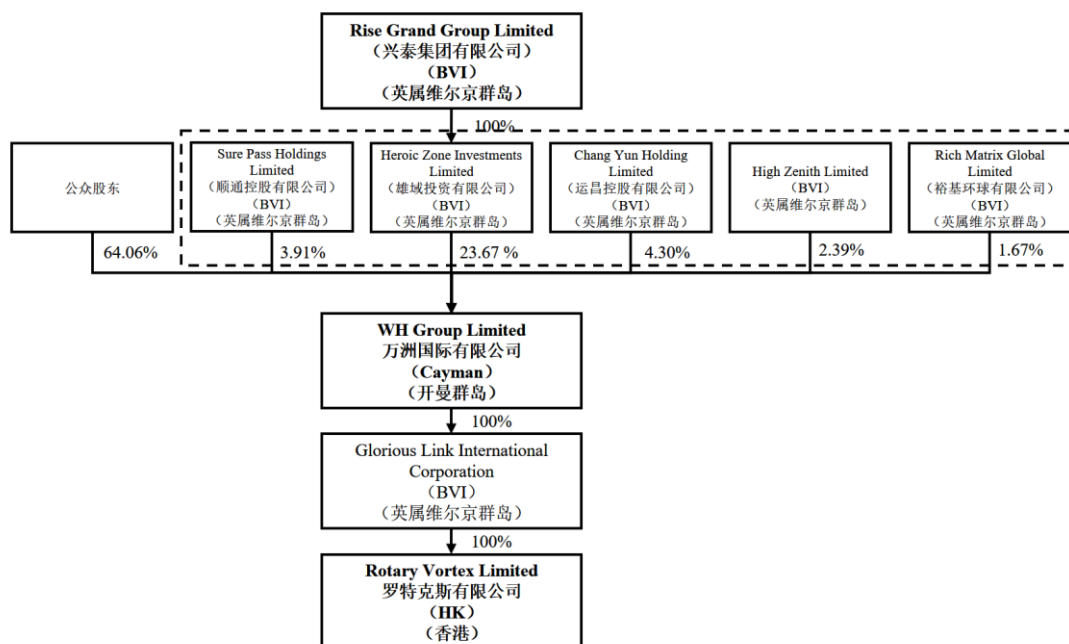 Rise Grand Group Limited
（兴泰集团有限公司）
（BVI）
（英属维尔京群岛）
100%
公众股东
Sure Pass Holdings
Limited
（顺通控股有限公司）
（BVI）
（英属维尔京群岛）
Heroic Zone Investments
Limited
（雄域投资有限公司）
（BVI）
（英属维尔京群岛）
Chang Yun Holding
Limited
（运昌控股有限公司）
（BVI）
（英属维尔京群岛）
High Zenith Limited
（BVI）
（英属维尔京群岛）
Rich Matrix Global
Limited
（裕基环球有限公司）
（BVI）
（英属维尔京群岛）
64.06%
3.91%
23.67 %
4.30%
2.39%
1.67%
WH Group Limited
万洲国际有限公司
（Cayman）
（开曼群岛）
100%
Glorious Link International
Corporation
（BVI）
（英属维尔京群岛）
100%
Rotary Vortex Limited
罗特克斯有限公司
（HK）
（香港）